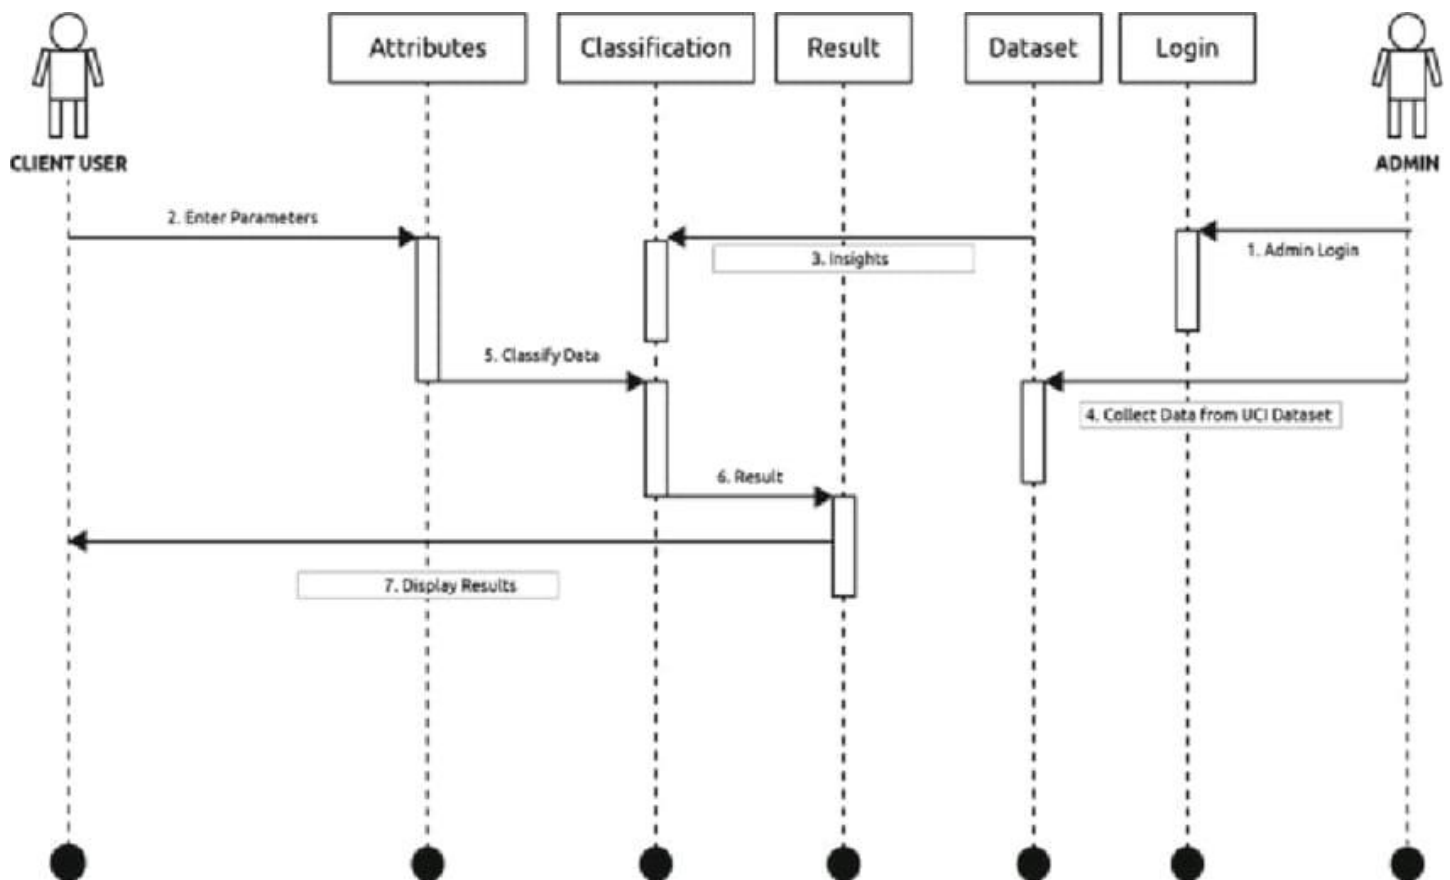 Attributes
Classification
Result
Dataset
Login
CLIENT USER
ADMIN
2. Enter Parameters
3. Insights
1. Admin Login
5. Classify Data
4. Collect Data from UCI Dataset
6. Result
7. Display Results